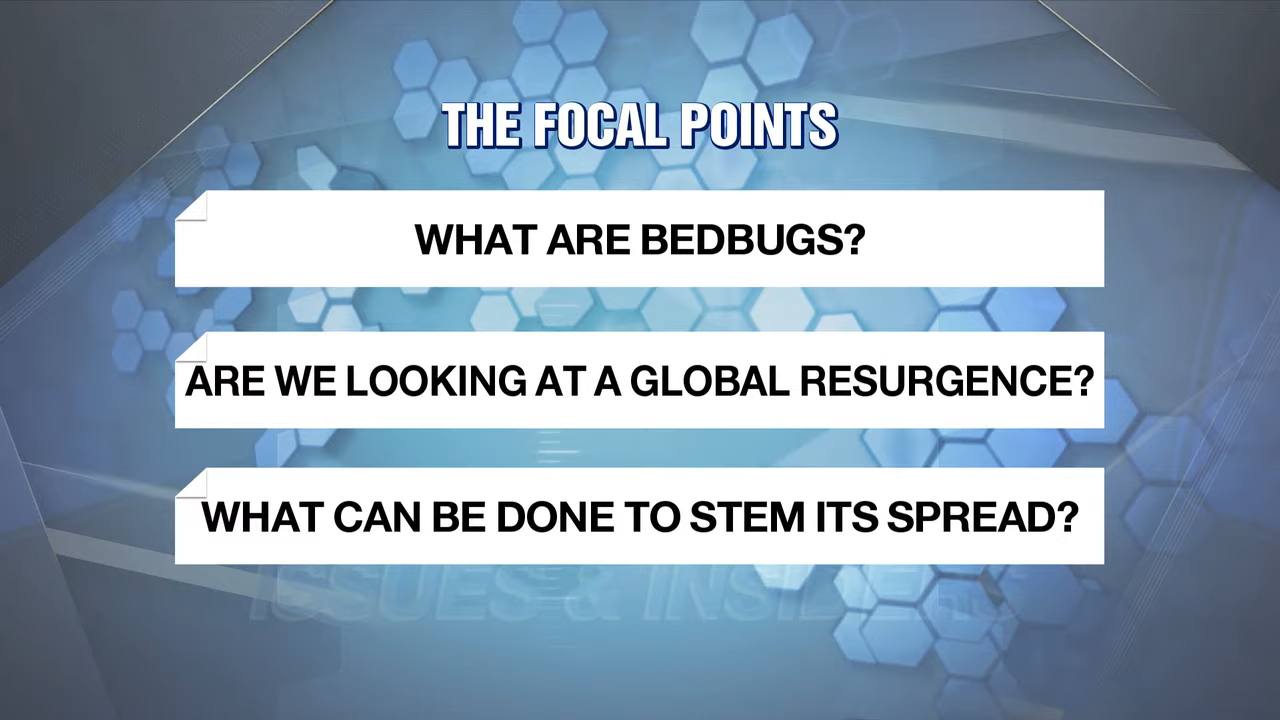 THE FOCAL POINTS
WHAT ARE BEDBUGS?
ARE WE LOOKING AT A GLOBAL RESURGENCE?
WHAT CAN BE DONE TO STEM ITS SPREAD?
ISSUES &